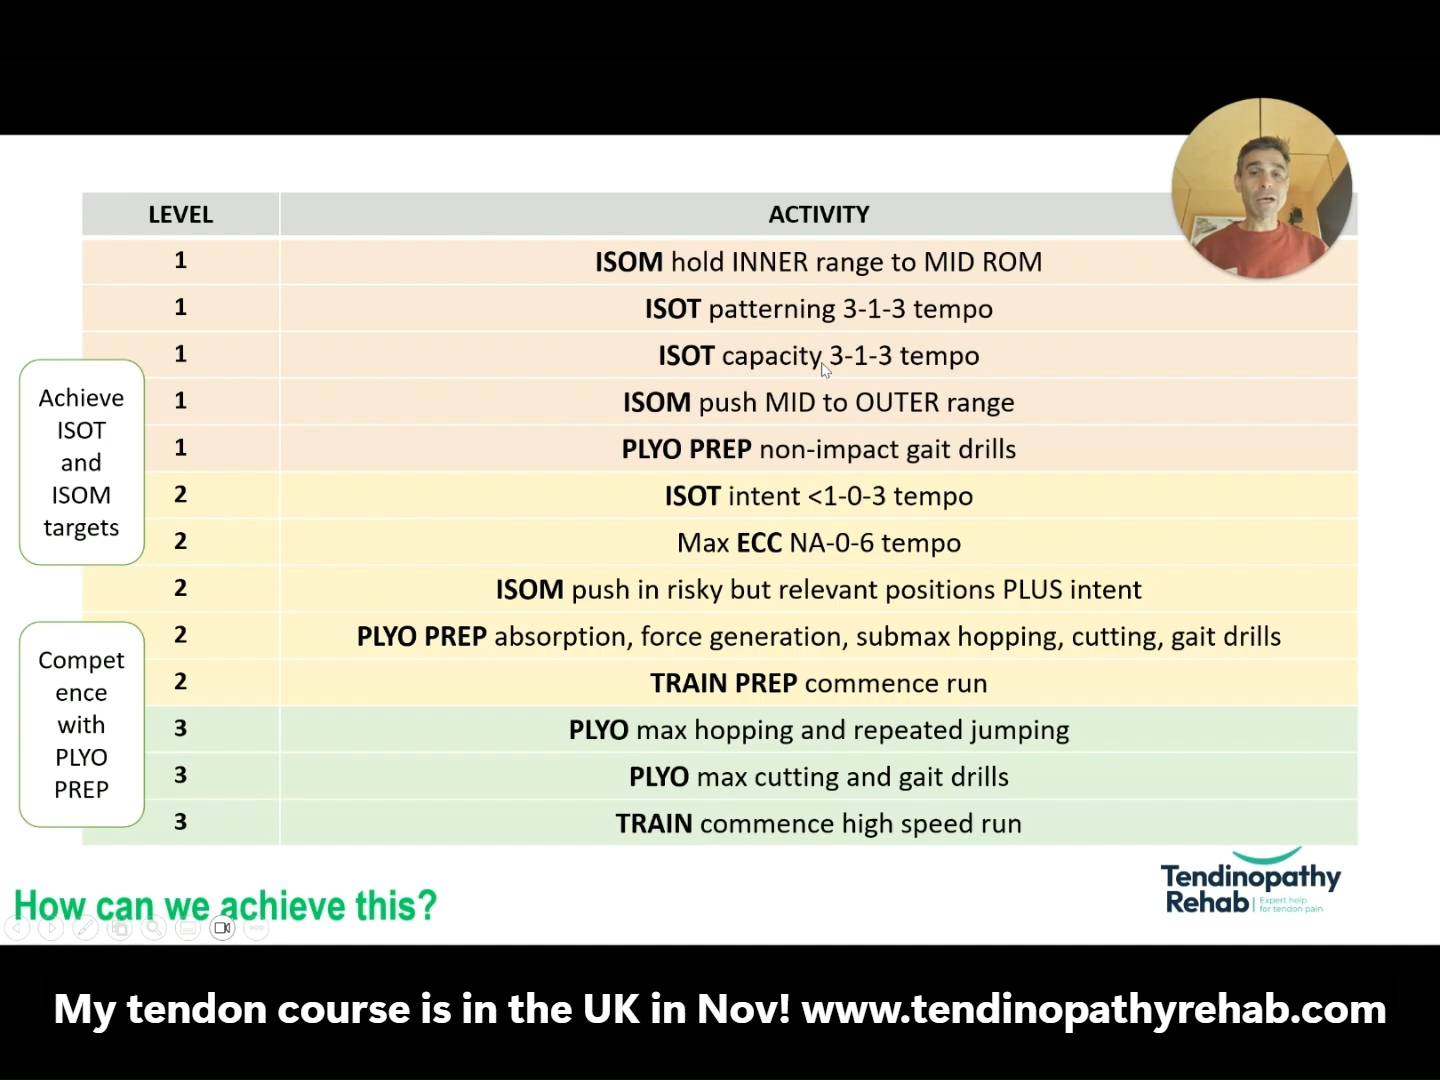 LEVEL ACTIVITY
1 ISOM hold INNER range to MID ROM
1 ISOT patterning 3-1-3 tempo
1 ISOT capacity 3-1-3 tempo
1 ISOM push MID to OUTER range
1 PLYO PREP non-impact gait drills
2 ISOT intent <1-0-3 tempo
2 Max ECC NA-0-6 tempo
2 ISOM push in risky but relevant positions PLUS intent
2 PLYO PREP absorption, force generation, submax hopping, cutting, gait drills
2 TRAIN PREP commence run
3 PLYO max hopping and repeated jumping
3 PLYO max cutting and gait drills
3 TRAIN commence high speed run
Achieve
ISOT
and
ISOM
targets
Compet
ence
with
PLYO
PREP
How can we achieve this?
Tendinopathy
Rehab
Expert help
for tendon pain
My tendon course is in the UK in Nov! www.tendinopathyrehab.com